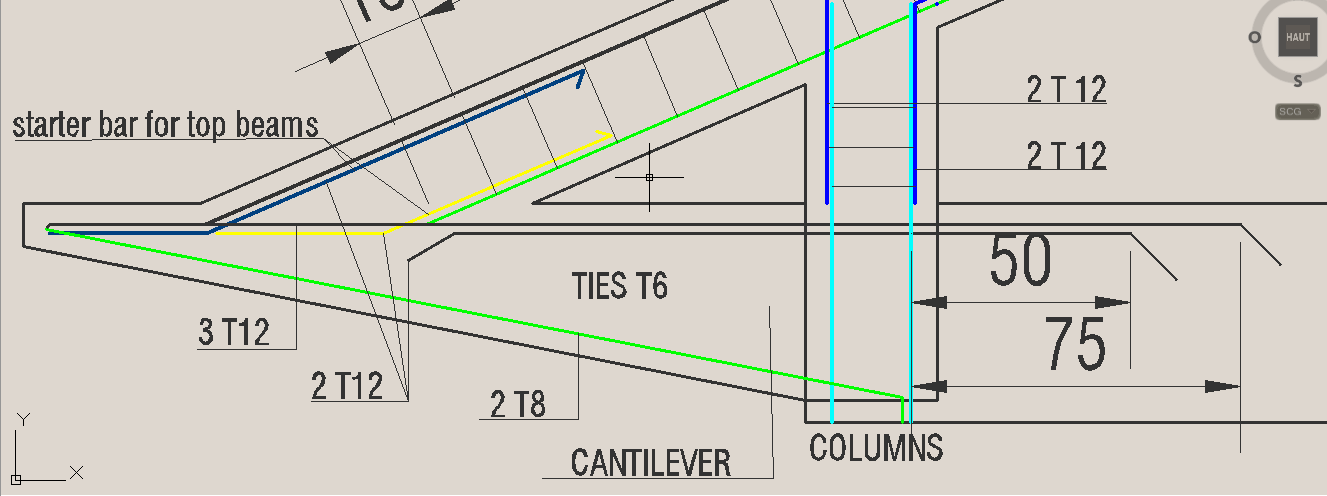 HAUT
O
S
SCG
2 T 12
starter bar for top beams
2 T 12
50
TIES T6
3 T12
75
2 T12
2 T8
Y
COLUMNS
CANTILEVER
X